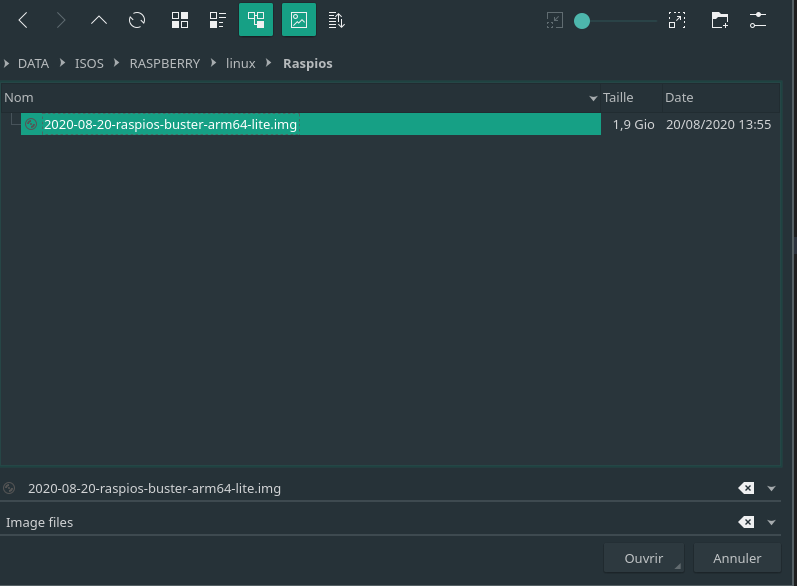 DATA ISOS RASPBERRY linux Raspios
Nom Taille Date
2020-08-20-raspios-buster-arm64-lite.img 1,9 Gio 20/08/2020 13:55
2020-08-20-raspios-buster-arm64-lite.img
Image files
Ouvrir Annuler